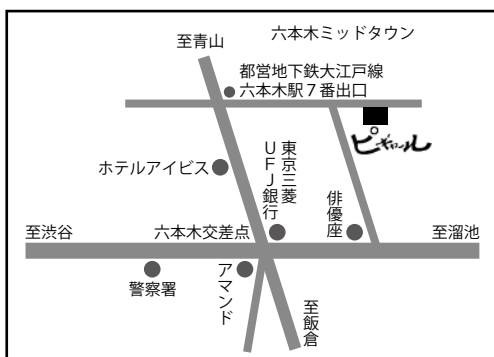 六本木ミッドタウン
至青山
都営地下鉄大江戸線
六本木駅７番出口
ピギャール
ホテルアイビス
東京三菱
ＵＦＪ銀行
俳優座
至渋谷
六本木交差点
至溜池
警察署
アマンド
至飯倉